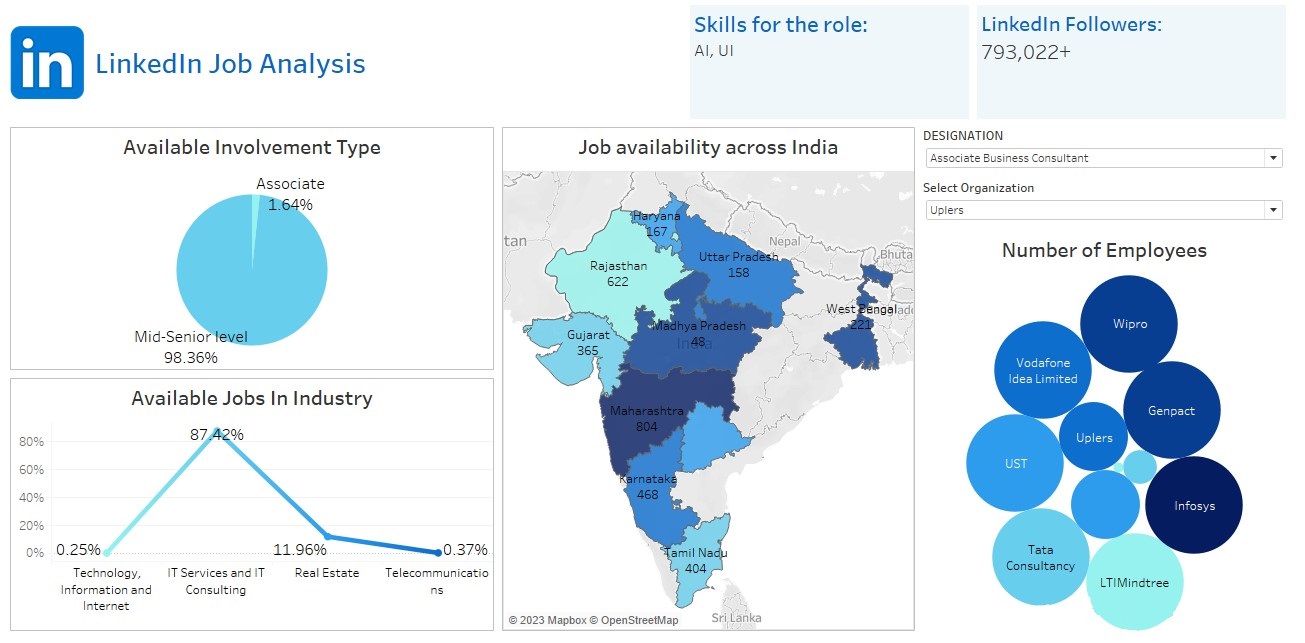 in
LinkedIn Job Analysis
Skills for the role:
AI, UI
LinkedIn Followers:
793,022+
Available Involvement Type
Associate
1.64%
Mid-Senior level
98.36%
Available Jobs In Industry
80%
60%
40%
20%
0%
87.42%
0.25%
11.96%
0.37%
Technology,
Information and
Internet
IT Services and IT
Consulting
Real Estate
Telecommunicatio
ns
Job availability across India
tan
Nepal
Bhuta
Haryana
167
Rajasthan
622
Uttar Pradesh
158
West Bengal
221
lade
Gujarat
365
Madhya Pradesh
48
India
Maharashtra
804
Karnataka
468
Tamil Nadu
404
Sri Lanka
© 2023 Mapbox © OpenStreetMap
DESIGNATION
Associate Business Consultant
Select Organization
Uplers
Number of Employees
Wipro
Vodafone
Idea Limited
Genpact
Uplers
UST
Infosys
Tata
Consultancy
LTIMindtree